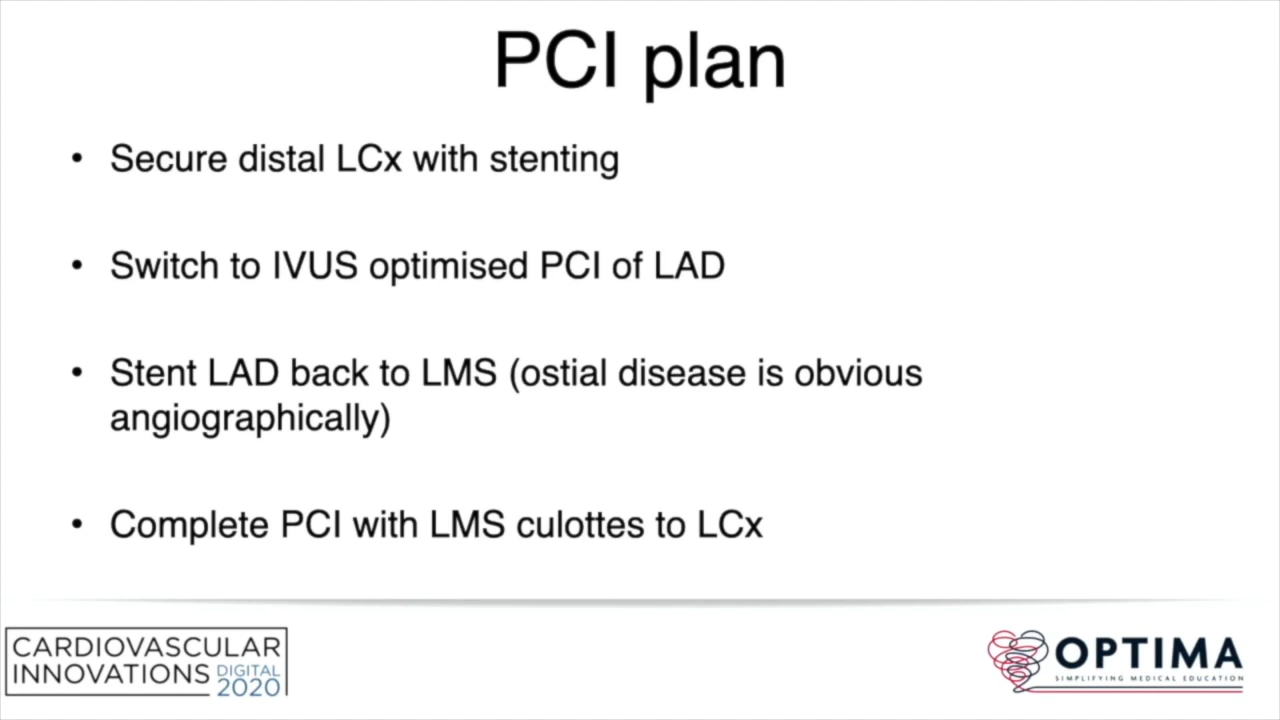 PCI plan
• Secure distal LCx with stenting
• Switch to IVUS optimised PCI of LAD
• Stent LAD back to LMS (ostial disease is obvious
angiographically)
• Complete PCI with LMS culottes to LCx
CARDIOVASCULAR
INNOVATIONS DIGITAL
2020
OPTIMA
SIMPLIFYING MEDICAL EDUCATION